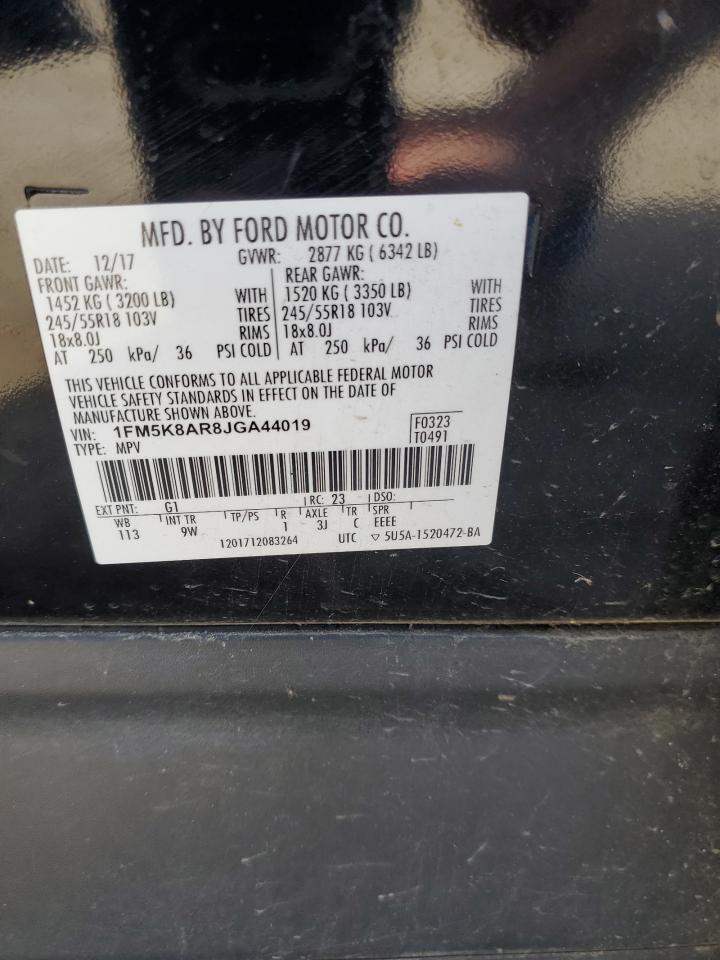 MFD. BY FORD MOTOR CO.
DATE: 12/17 GVWR: 2877 KG ( 6342 LB)
FRONT GAWR: REAR GAWR:
1452 KG ( 3200 LB) WITH 1520 KG ( 3350 LB) WITH
245/55R18 103V TIRES 245/55R18 103V TIRES
18x8.0J RIMS 18x8.0J RIMS
AT 250 kPa/ 36 PSI COLD AT 250 kPa/ 36 PSI COLD
THIS VEHICLE CONFORMS TO ALL APPLICABLE FEDERAL MOTOR
VEHICLE SAFETY STANDARDS IN EFFECT ON THE DATE OF
MANUFACTURE SHOWN ABOVE.
VIN: 1FM5K8AR8JGA44019 F0323
TYPE: MPV T0491
EXT PNT: G1 RC: 23 DSO:
WB INT TR TP/PS R AXLE TR SPR
113 9W 1 3J C EEEE
1201712083264 UTC ▽ 5U5A-1520472-BA